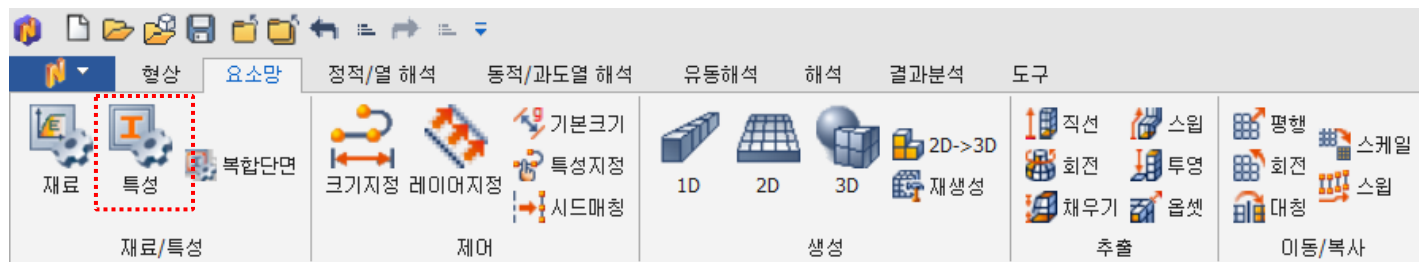 형상 요소망 정적/열 해석 동적/과도열 해석 유동해석 해석 결과분석 도구
재료 특성 복합단면
재료/특성
크기지정 레이어지정 기본크기
특성지정
시드매칭
제어
1D 2D 3D 2D->3D
재생성
생성
직선 스윕
회전 투영
채우기 옵셋
추출
평행 스케일
회전 스윕
대칭
이동/복사